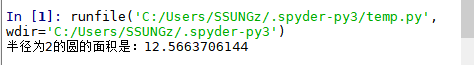 In [1]: runfile('C:/Users/SSUNGz/.spyder-py3/temp.py',
wdir='C:/Users/SSUNGz/.spyder-py3')
半径为2的圆的面积是：12.5663706144